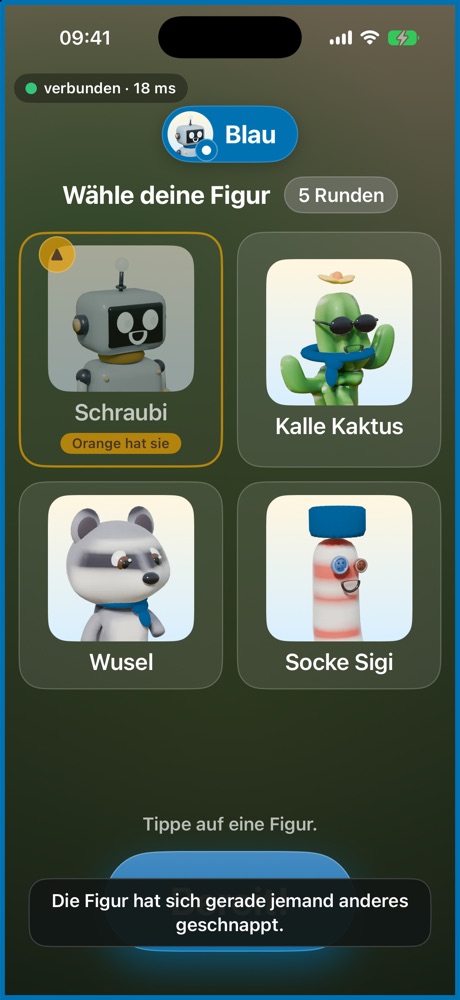 09:41
verbunden · 18 ms
Blau
Wähle deine Figur
5 Runden
Schraubi
Orange hat sie
Kalle Kaktus
Wusel
Socke Sigi
Tippe auf eine Figur.
Die Figur hat sich gerade jemand anderes
geschnappt.